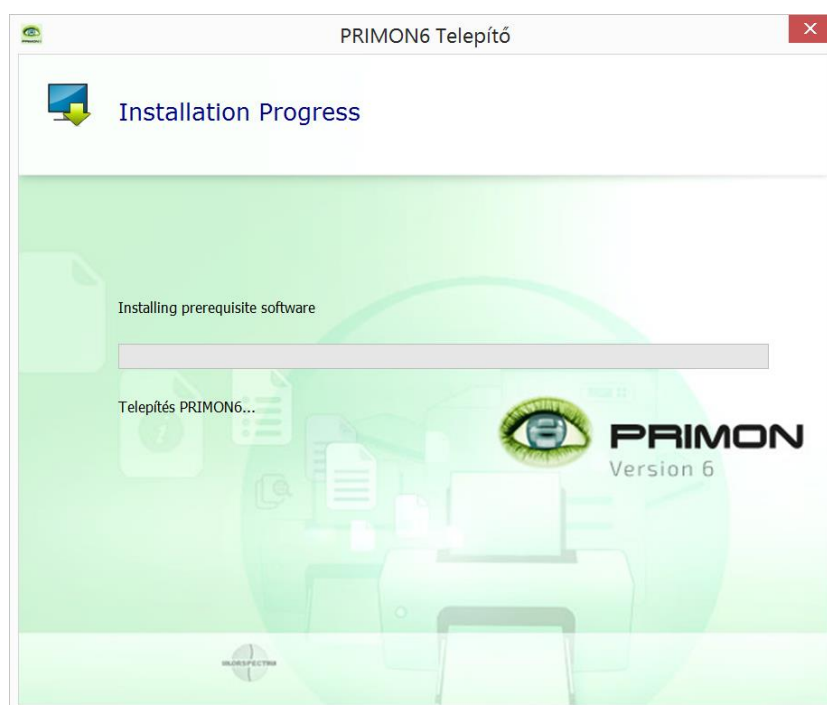 PRIMON6 Telepítő
Installation Progress
Installing prerequisite software
Telepítés PRIMON6...
PRIMON
Version 6